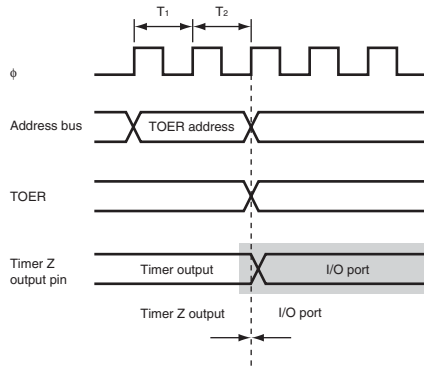 T1 T2
φ
Address bus TOER address
TOER
Timer Z
output pin Timer output I/O port
Timer Z output I/O port